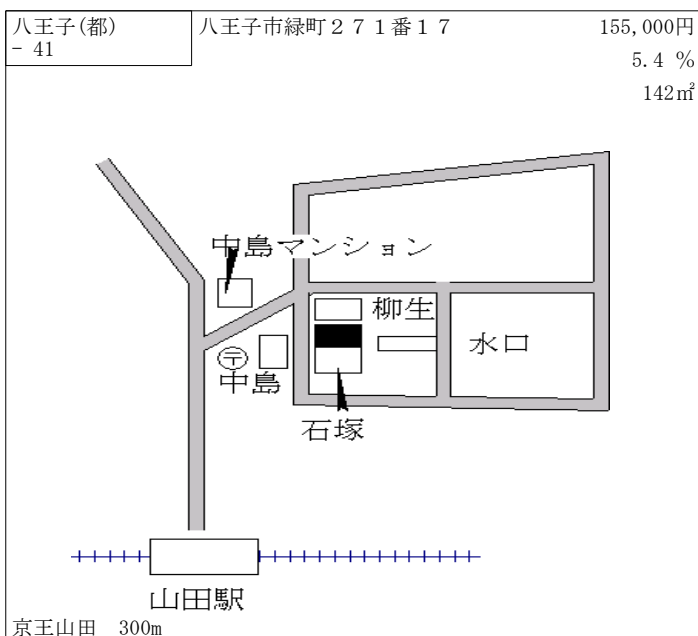 八王子(都)
- 41
八王子市緑町２７１番17
155,000円
5.4 %
142㎡
中島マンション
柳生
水口
〒
中島
石塚
山田駅
京王山田 300m